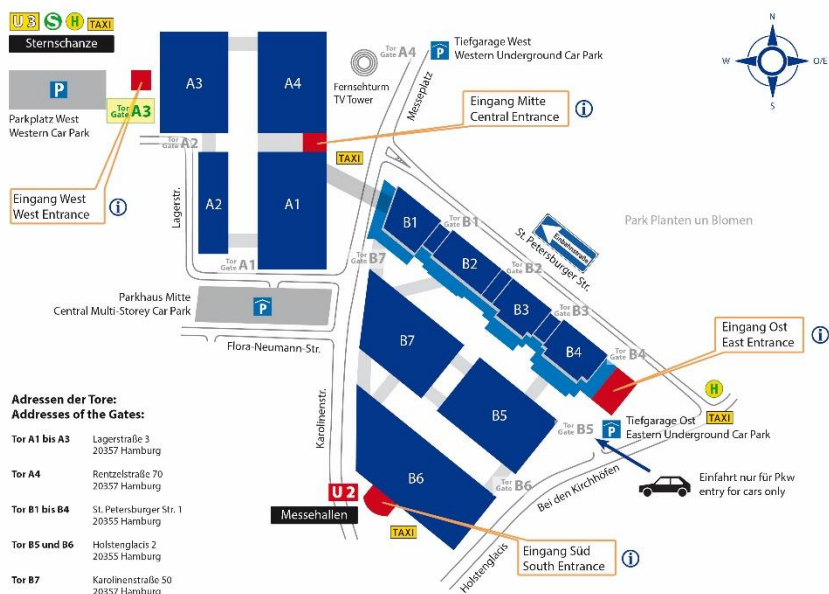 U3 S H TAXI
Sternschanze
P
Parkplatz West
Western Car Park
Tor
Gate A3
A3
A4
Tor
Gate A4
Fernsehturm
TV Tower
Messeplatz
P
Tiefgarage West
Western Underground Car Park
N
W
O/E
S
Eingang Mitte
Central Entrance
i
Tor
Gate A2
TAXI
Eingang West
West Entrance
i
Lagerstr.
A2
A1
Tor
Gate A1
B1
Tor
Gate B1
B2
Tor
Gate B2
B3
Tor
Gate B3
B4
Tor
Gate B4
Einbahnstraße
St. Petersburger Str.
Park Planten un Blomen
Tor
Gate B7
Parkhaus Mitte
Central Multi-Storey Car Park
P
Flora-Neumann-Str.
Karolinenstr.
B7
B5
B6
Eingang Ost
East Entrance
i
H
TAXI
Tor
Gate B5
P
Tiefgarage Ost
Eastern Underground Car Park
Tor
Gate B6
Bei den Kirchhöfen
Einfahrt nur für Pkw
entry for cars only
U2
Messehallen
TAXI
Holstenglacis
Eingang Süd
South Entrance
i
Adressen der Tore:
Addresses of the Gates:
Tor A1 bis A3 Lagerstraße 3
20357 Hamburg
Tor A4 Rentzelstraße 70
20357 Hamburg
Tor B1 bis B4 St. Petersburger Str. 1
20355 Hamburg
Tor B5 und B6 Holstenglacis 2
20355 Hamburg
Tor B7 Karolinenstraße 50
20357 Hamburg